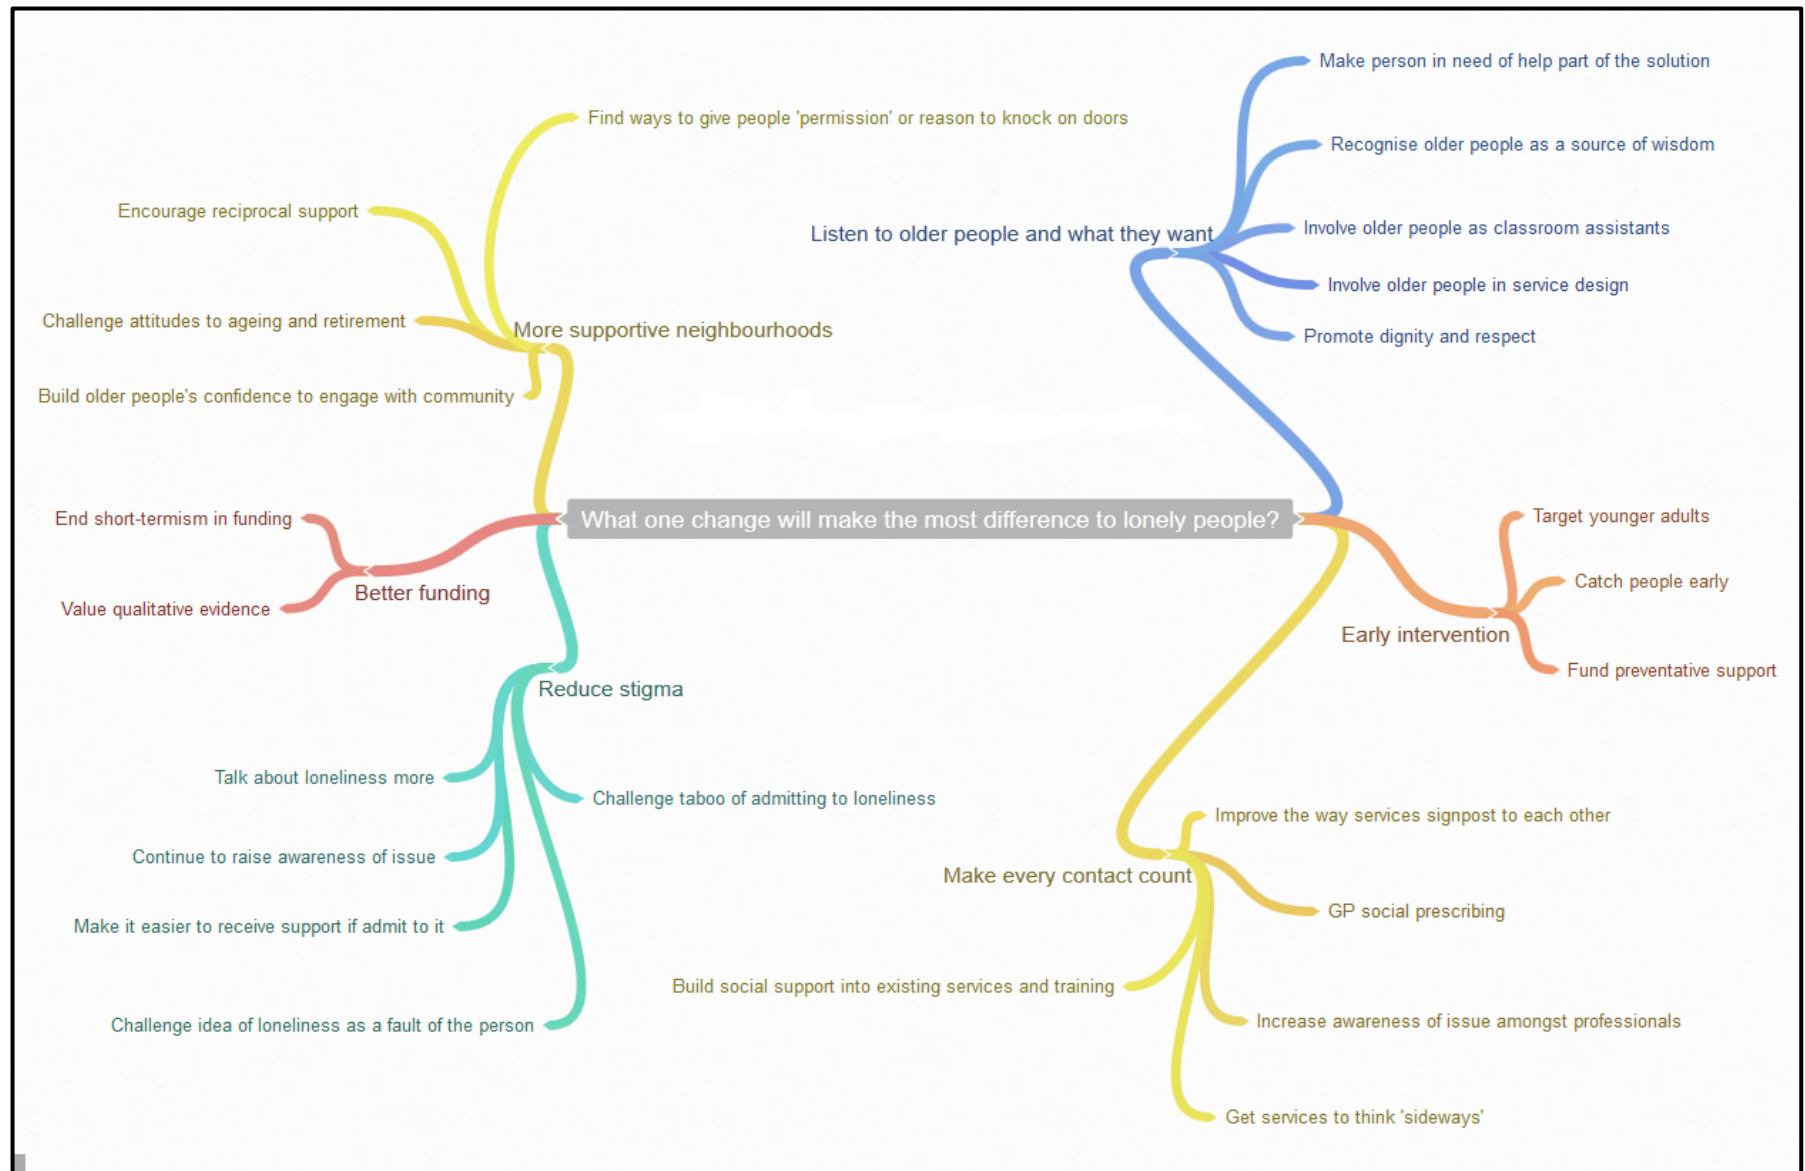 What one change will make the most difference to lonely people?
More supportive neighbourhoods
Find ways to give people 'permission' or reason to knock on doors
Encourage reciprocal support
Challenge attitudes to ageing and retirement
Build older people's confidence to engage with community
Better funding
End short-termism in funding
Value qualitative evidence
Reduce stigma
Talk about loneliness more
Challenge taboo of admitting to loneliness
Continue to raise awareness of issue
Make it easier to receive support if admit to it
Challenge idea of loneliness as a fault of the person
Listen to older people and what they want
Make person in need of help part of the solution
Recognise older people as a source of wisdom
Involve older people as classroom assistants
Involve older people in service design
Promote dignity and respect
Early intervention
Target younger adults
Catch people early
Fund preventative support
Make every contact count
Improve the way services signpost to each other
GP social prescribing
Build social support into existing services and training
Increase awareness of issue amongst professionals
Get services to think 'sideways'